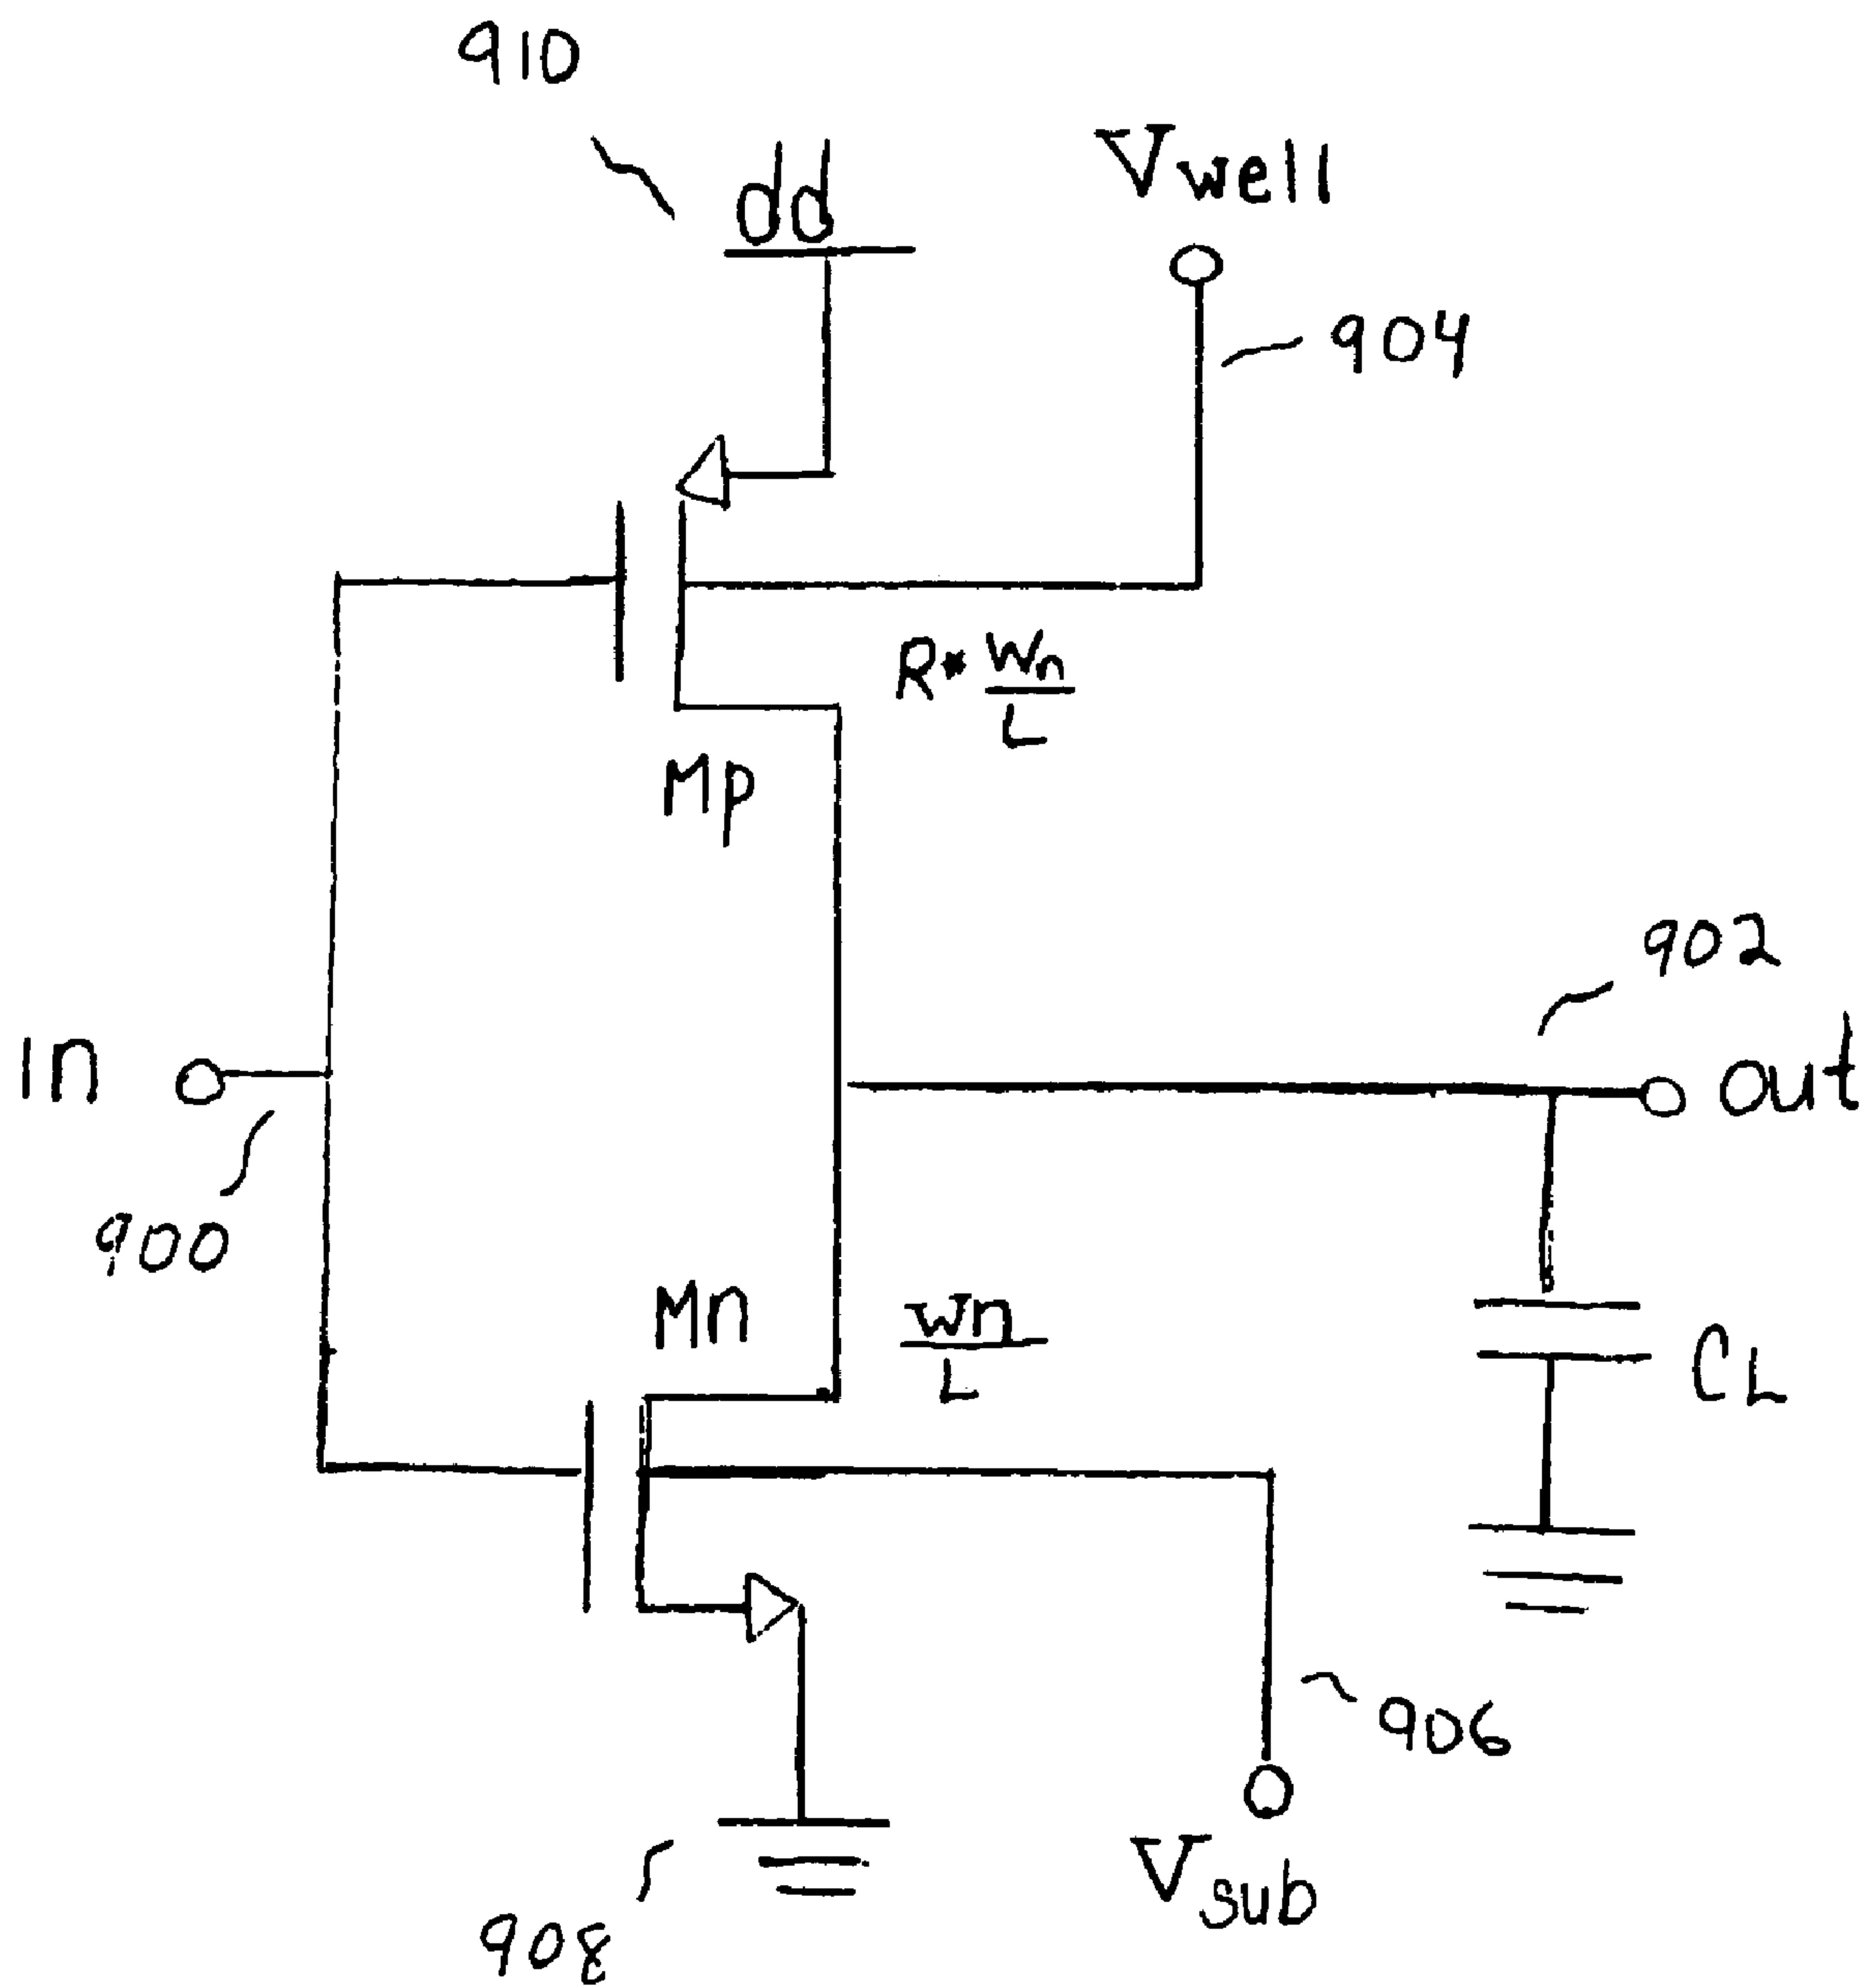 910
dd
Vwell
904
R* Wn
L
Mp
902
In
out
900
Mn
wn
L
CL
906
Vsub
908